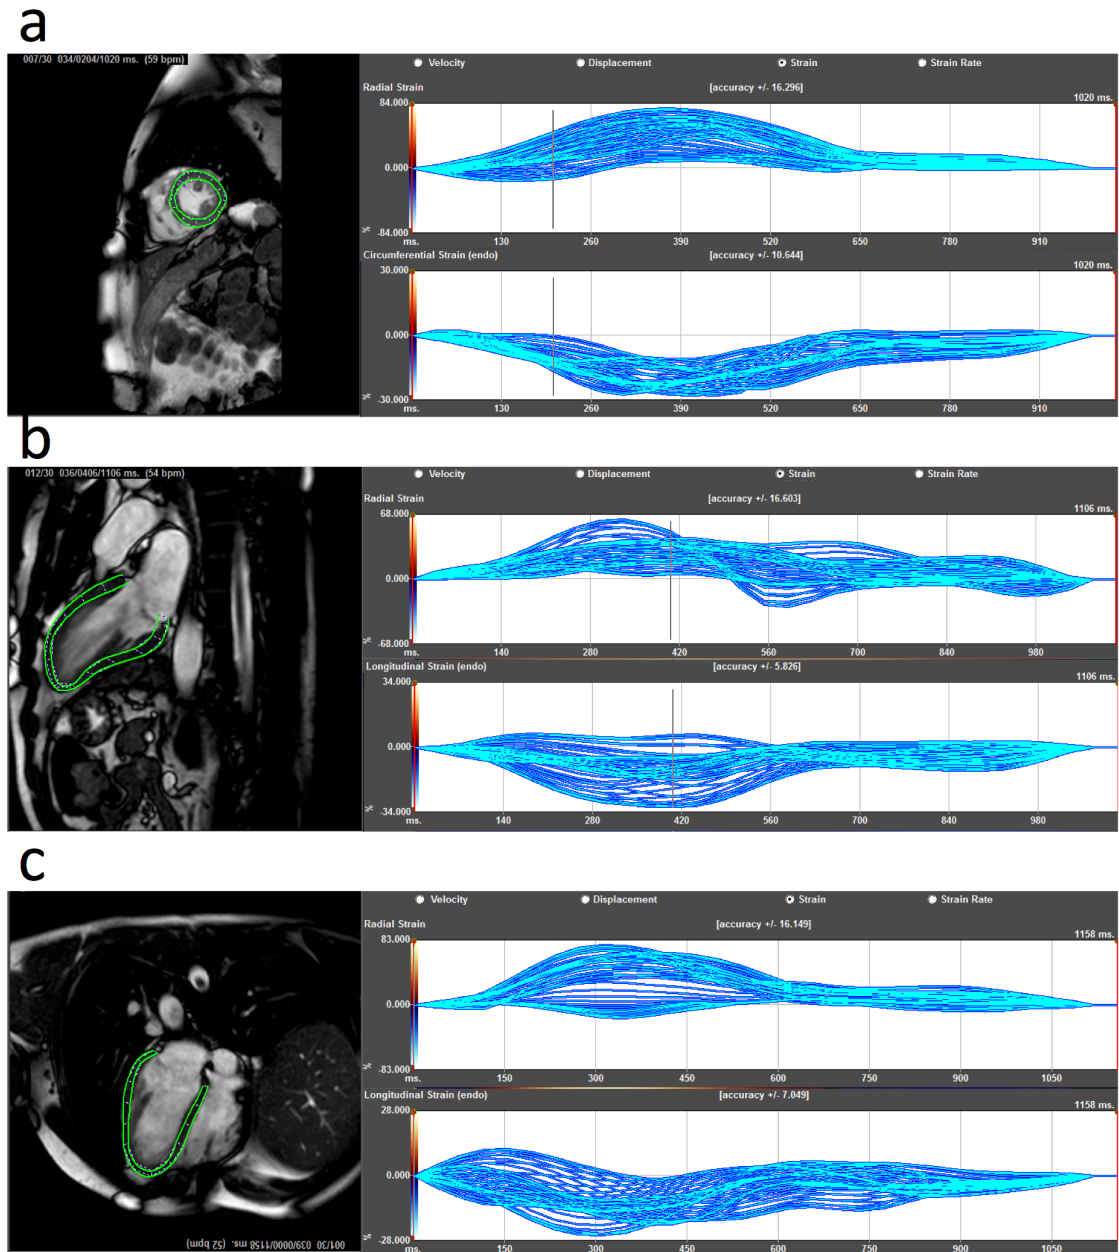 a
007/30 034/0204/1020 ms. (59 bpm)
Velocity Displacement Strain Strain Rate
Radial Strain [accuracy +/- 16.296]
84.000 1020 ms.
0.000
-84.000
%
ms. 130 260 390 520 650 780 910
Circumferential Strain (endo) [accuracy +/- 10.644]
30.000 1020 ms.
0.000
-30.000
%
ms. 130 260 390 520 650 780 910
b
012/30 036/0406/1106 ms. (54 bpm)
Velocity Displacement Strain Strain Rate
Radial Strain [accuracy +/- 16.603]
68.000 1106 ms.
0.000
-68.000
%
ms. 140 280 420 560 700 840 980
Longitudinal Strain (endo) [accuracy +/- 5.826]
34.000 1106 ms.
0.000
-34.000
%
ms. 140 280 420 560 700 840 980
c
Velocity Displacement Strain Strain Rate
Radial Strain [accuracy +/- 16.149]
83.000 1158 ms.
0.000
-83.000
%
ms. 150 300 450 600 750 900 1050
Longitudinal Strain (endo) [accuracy +/- 7.049]
28.000 1158 ms.
0.000
-28.000
%
ms. 150 300 450 600 750 900 1050
001/30 039/0000/1158 ms. (52 bpm)